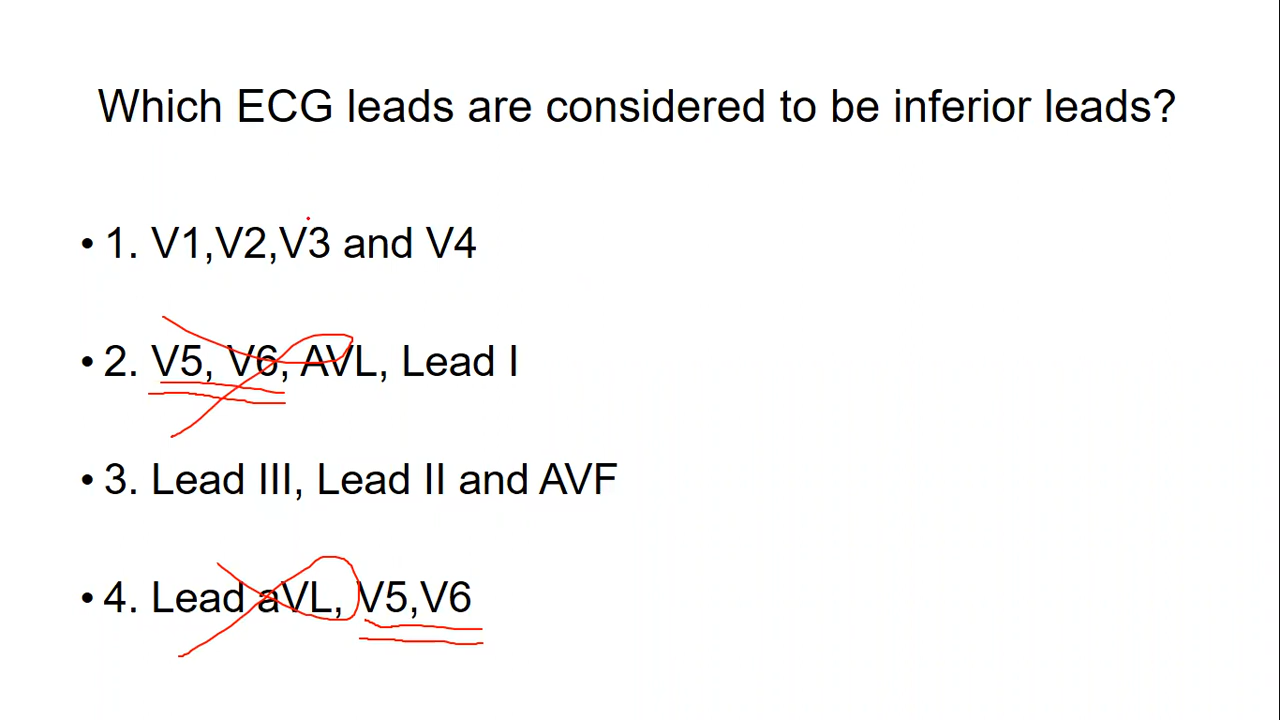 Which ECG leads are considered to be inferior leads?
• 1. V1,V2,V3 and V4
• 2. V5, V6, AVL, Lead I
• 3. Lead III, Lead II and AVF
• 4. Lead aVL, V5,V6